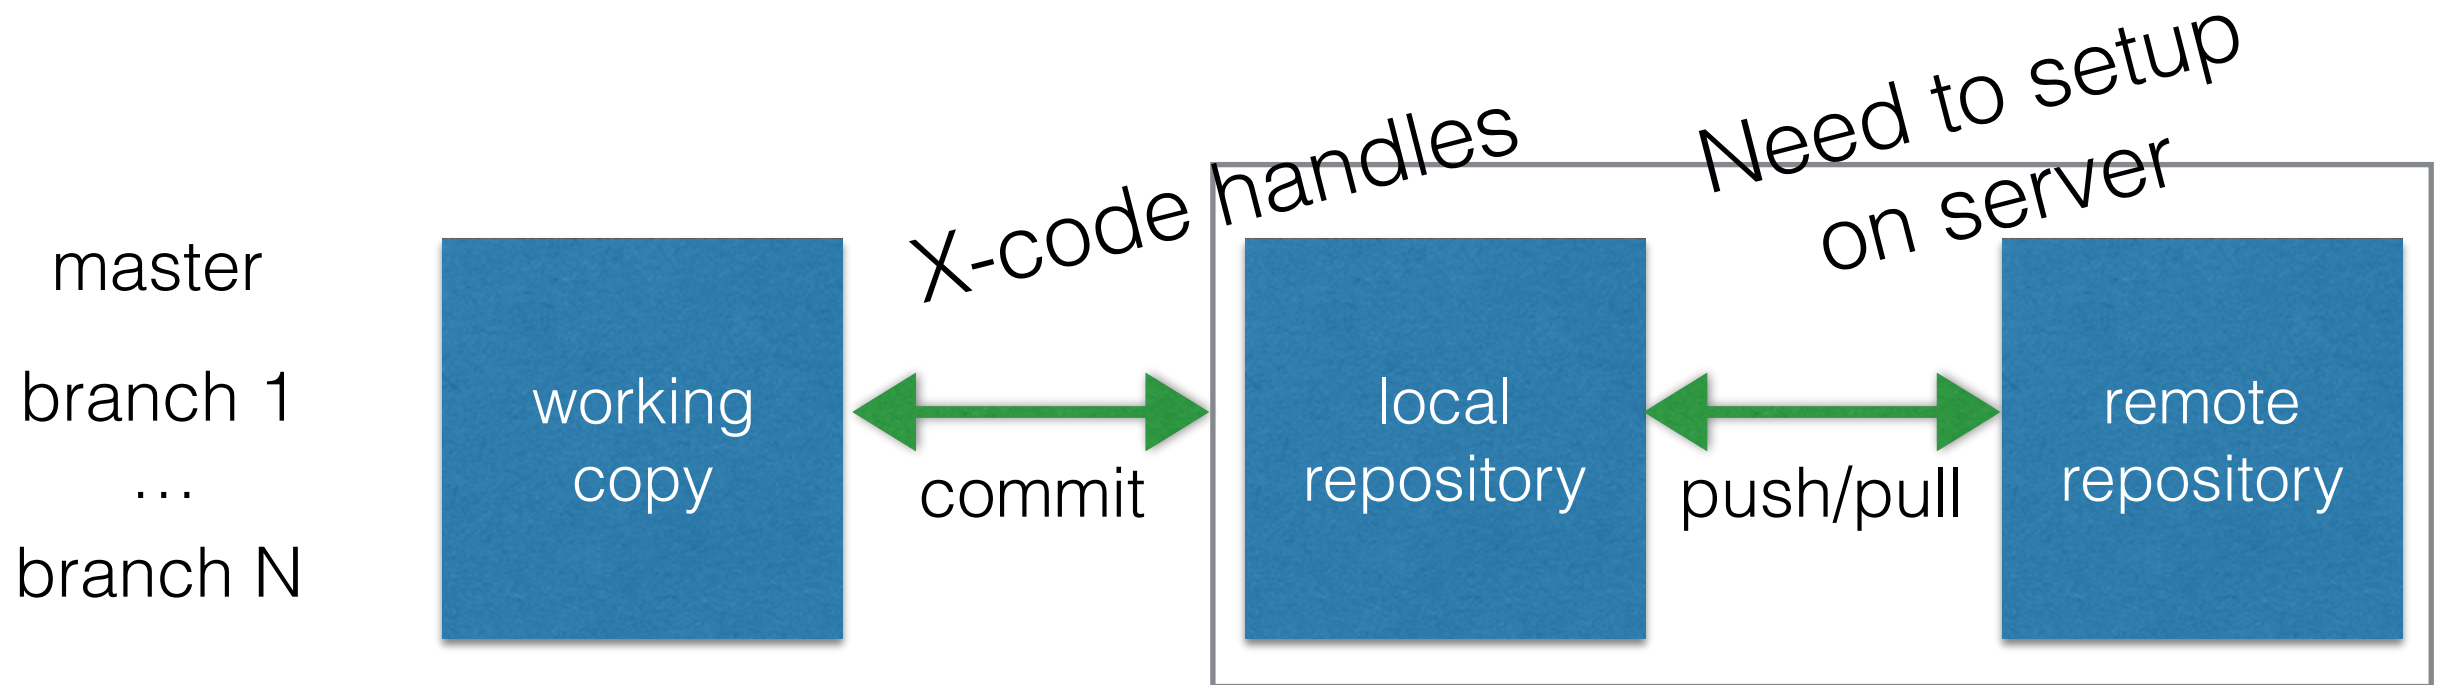 X-code handles
Need to setup
on server
master
branch 1
...
branch N
working
copy
commit
local
repository
push/pull
remote
repository